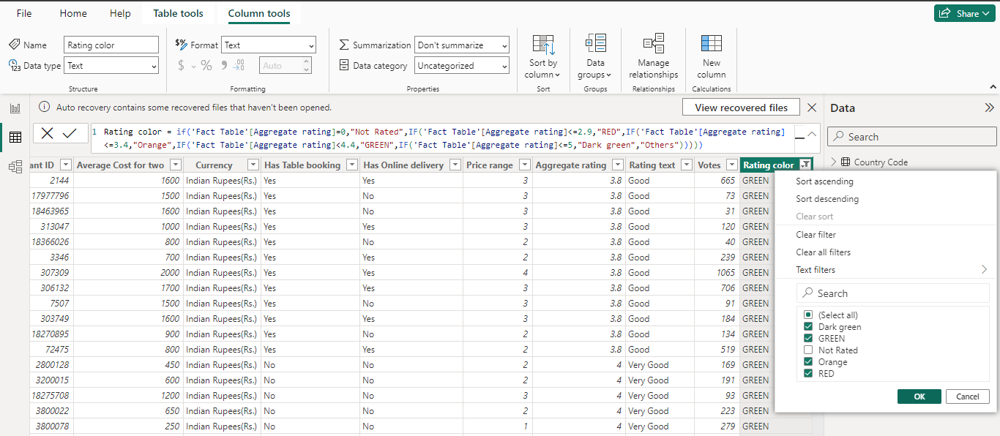 File Home Help Table tools Column tools Share
Name Rating color $% Format Text Summarization Don't summarize Sort by column Data groups Manage relationships New column
123 Data type Text $ % 9 .00 Auto Data category Uncategorized
Structure Formatting Properties Sort Groups Relationships Calculations
Auto recovery contains some recovered files that haven't been opened. View recovered files Data
1 Rating color = if('Fact Table'[Aggregate rating]=0,"Not Rated",IF('Fact Table'[Aggregate rating]<=2.9,"RED",IF('Fact Table'[Aggregate rating]
<=3.4,"Orange",IF('Fact Table'[Aggregate rating]<4.4,"GREEN",IF('Fact Table'[Aggregate rating]<=5,"Dark green","Others")))))
Search
Country Code
ant ID Average Cost for two Currency Has Table booking Has Online delivery Price range Aggregate rating Rating text Votes Rating color
2144 1600 Indian Rupees(Rs.) Yes Yes 3 3.8 Good 665 GREEN
17977796 1500 Indian Rupees(Rs.) Yes No 3 3.8 Good 73 GREEN
18463965 1600 Indian Rupees(Rs.) Yes No 3 3.8 Good 31 GREEN
313047 1000 Indian Rupees(Rs.) Yes Yes 3 3.8 Good 120 GREEN
18366026 800 Indian Rupees(Rs.) Yes No 2 3.8 Good 40 GREEN
3346 700 Indian Rupees(Rs.) Yes Yes 2 3.8 Good 239 GREEN
307309 2000 Indian Rupees(Rs.) Yes Yes 4 3.8 Good 1065 GREEN
306132 1700 Indian Rupees(Rs.) Yes Yes 3 3.8 Good 706 GREEN
7507 1500 Indian Rupees(Rs.) Yes No 3 3.8 Good 91 GREEN
303749 1600 Indian Rupees(Rs.) Yes Yes 3 3.8 Good 184 GREEN
18270895 900 Indian Rupees(Rs.) Yes No 2 3.8 Good 134 GREEN
72475 800 Indian Rupees(Rs.) Yes Yes 2 3.8 Good 519 GREEN
2800128 450 Indian Rupees(Rs.) No No 2 4 Very Good 169 GREEN
3200015 600 Indian Rupees(Rs.) No No 2 4 Very Good 191 GREEN
18275708 1200 Indian Rupees(Rs.) No No 3 4 Very Good 93 GREEN
3800022 650 Indian Rupees(Rs.) No No 2 4 Very Good 223 GREEN
3800078 250 Indian Rupees(Rs.) No No 1 4 Very Good 279 GREEN
Sort ascending
Sort descending
Clear sort
Clear filter
Clear all filters
Text filters
Search
(Select all)
Dark green
GREEN
Not Rated
Orange
RED
OK Cancel